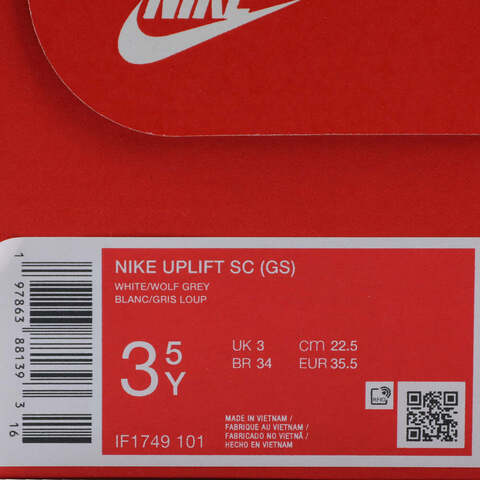 NIKE
NIKE UPLIFT SC (GS)
WHITE/WOLF GREY
BLANC/GRIS LOUP
3 5 Y
UK 3 cm 22.5
BR 34 EUR 35.5
RFID
MADE IN VIETNAM /
FABRIQUE AU VIETNAM /
FABRICADO NO VIETNÃ /
HECHO EN VIETNAM
IF1749 101
1 97863 88139 3 16